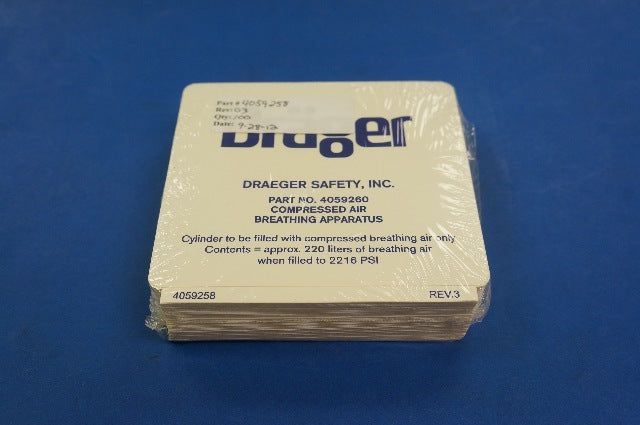 Part # 4059258
Rev: 03
Qty: 100
Date: 9-28-12
Dräger
DRAEGER SAFETY, INC.
PART NO. 4059260
COMPRESSED AIR
BREATHING APPARATUS
Cylinder to be filled with compressed breathing air only
Contents = approx. 220 liters of breathing air
when filled to 2216 PSI
4059258 REV.3